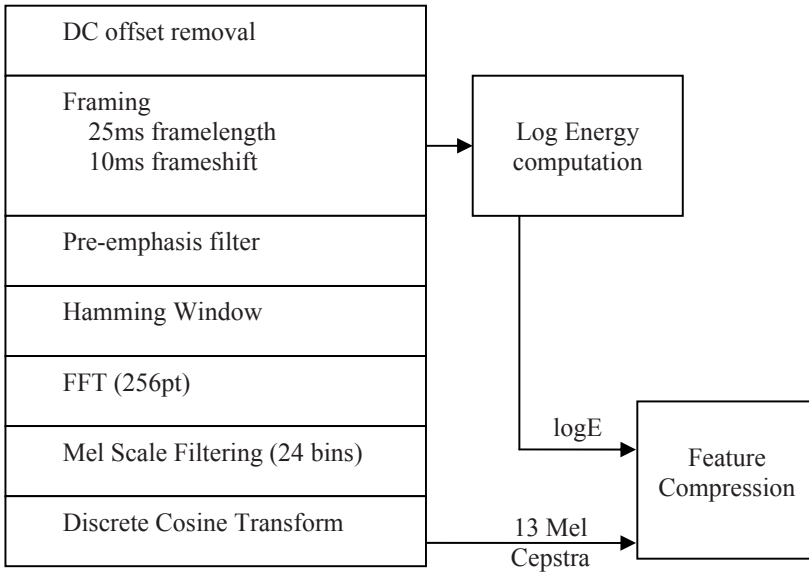 DC offset removal
Framing
25ms framelength
10ms frameshift
Pre-emphasis filter
Hamming Window
FFT (256pt)
Mel Scale Filtering (24 bins)
Discrete Cosine Transform
Log Energy
computation
logE
13 Mel
Cepstra
Feature
Compression